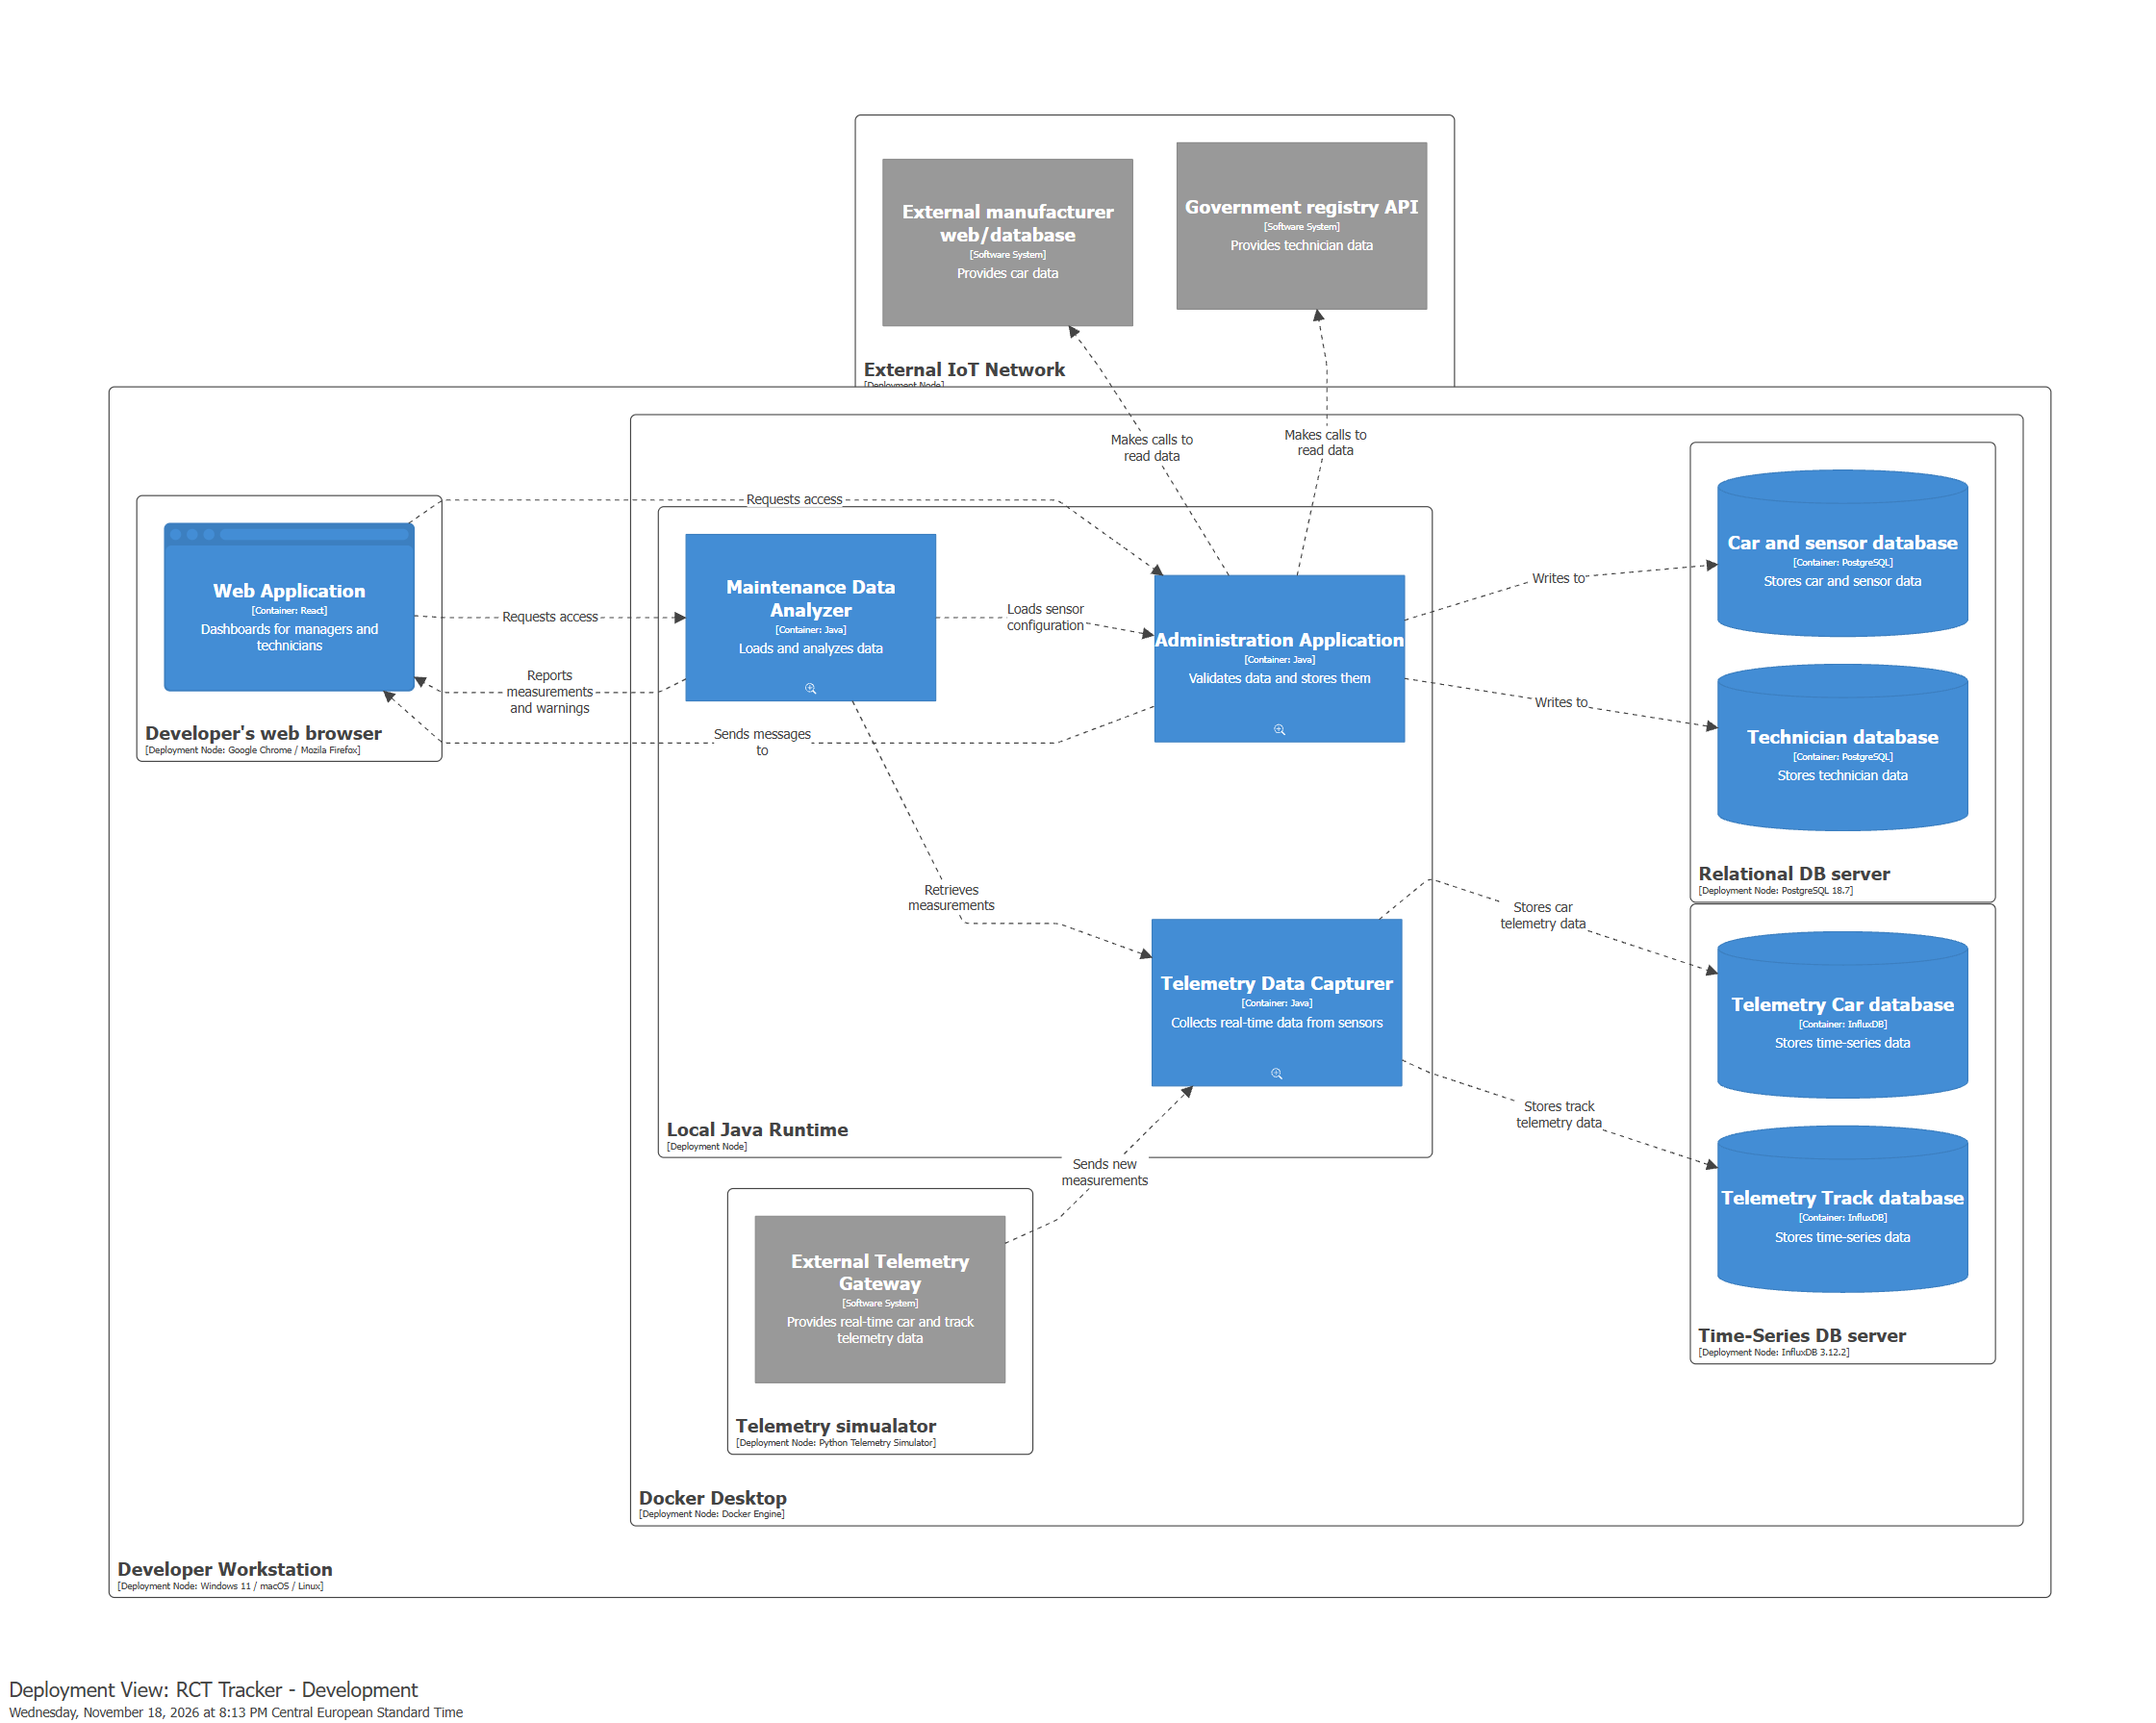 External manufacturer
web/database
[Software System]
Provides car data
Government registry API
[Software System]
Provides technician data
External IoT Network
[Deployment Node]
Makes calls to
read data
Makes calls to
read data
Requests access
Web Application
[Container: React]
Dashboards for managers and
technicians
Developer's web browser
[Deployment Node: Google Chrome / Mozila Firefox]
Requests access
Reports
measurements
and warnings
Sends messages
to
Maintenance Data
Analyzer
[Container: Java]
Loads and analyzes data
Loads sensor
configuration
Administration Application
[Container: Java]
Validates data and stores them
Writes to
Writes to
Car and sensor database
[Container: PostgreSQL]
Stores car and sensor data
Technician database
[Container: PostgreSQL]
Stores technician data
Relational DB server
[Deployment Node: PostgreSQL 18.7]
Retrieves
measurements
Stores car
telemetry data
Telemetry Data Capturer
[Container: Java]
Collects real-time data from sensors
Telemetry Car database
[Container: InfluxDB]
Stores time-series data
Stores track
telemetry data
Local Java Runtime
[Deployment Node]
Sends new
measurements
Telemetry Track database
[Container: InfluxDB]
Stores time-series data
External Telemetry
Gateway
[Software System]
Provides real-time car and track
telemetry data
Time-Series DB server
[Deployment Node: InfluxDB 3.12.2]
Telemetry simualator
[Deployment Node: Python Telemetry Simulator]
Docker Desktop
[Deployment Node: Docker Engine]
Developer Workstation
[Deployment Node: Windows 11 / macOS / Linux]
Deployment View: RCT Tracker - Development
Wednesday, November 18, 2026 at 8:13 PM Central European Standard Time